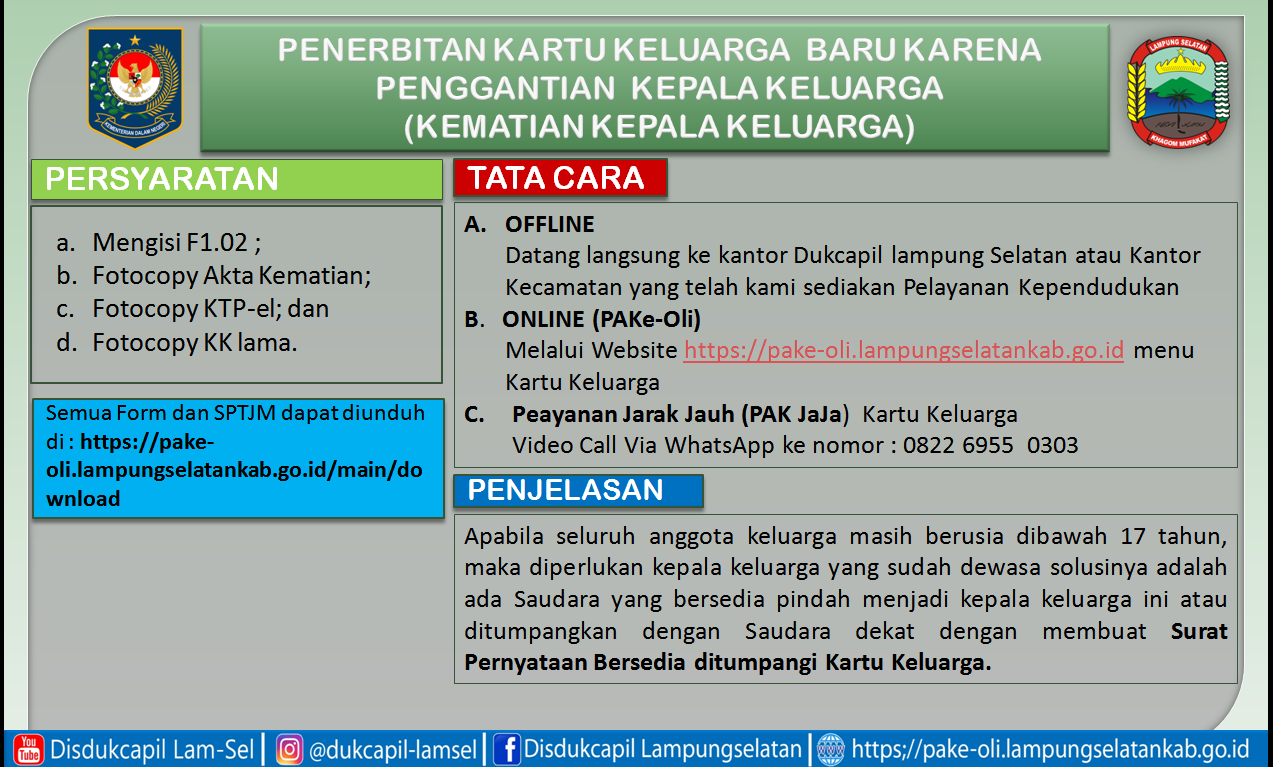 PENERBITAN KARTU KELUARGA BARU KARENA
PENGGANTIAN KEPALA KELUARGA
(KEMATIAN KEPALA KELUARGA)
KEMENTERIAN DALAM NEGERI
LAMPUNG SELATAN
KHAGOM MUFAKAT
PERSYARATAN
a. Mengisi F1.02 ;
b. Fotocopy Akta Kematian;
c. Fotocopy KTP-el; dan
d. Fotocopy KK lama.
Semua Form dan SPTJM dapat diunduh
di : https://pake-
oli.lampungselatankab.go.id/main/do
wnload
TATA CARA
A. OFFLINE
Datang langsung ke kantor Dukcapil lampung Selatan atau Kantor
Kecamatan yang telah kami sediakan Pelayanan Kependudukan
B. ONLINE (PAKe-Oli)
Melalui Website https://pake-oli.lampungselatankab.go.id menu
Kartu Keluarga
C. Peayanan Jarak Jauh (PAK JaJa) Kartu Keluarga
Video Call Via WhatsApp ke nomor : 0822 6955 0303
PENJELASAN
Apabila seluruh anggota keluarga masih berusia dibawah 17 tahun,
maka diperlukan kepala keluarga yang sudah dewasa solusinya adalah
ada Saudara yang bersedia pindah menjadi kepala keluarga ini atau
ditumpangkan dengan Saudara dekat dengan membuat Surat
Pernyataan Bersedia ditumpangi Kartu Keluarga.
You Tube Disdukcapil Lam-Sel | @dukcapil-lamsel | f Disdukcapil Lampungselatan | https;/pake-oli.lampungselatankab.go.id